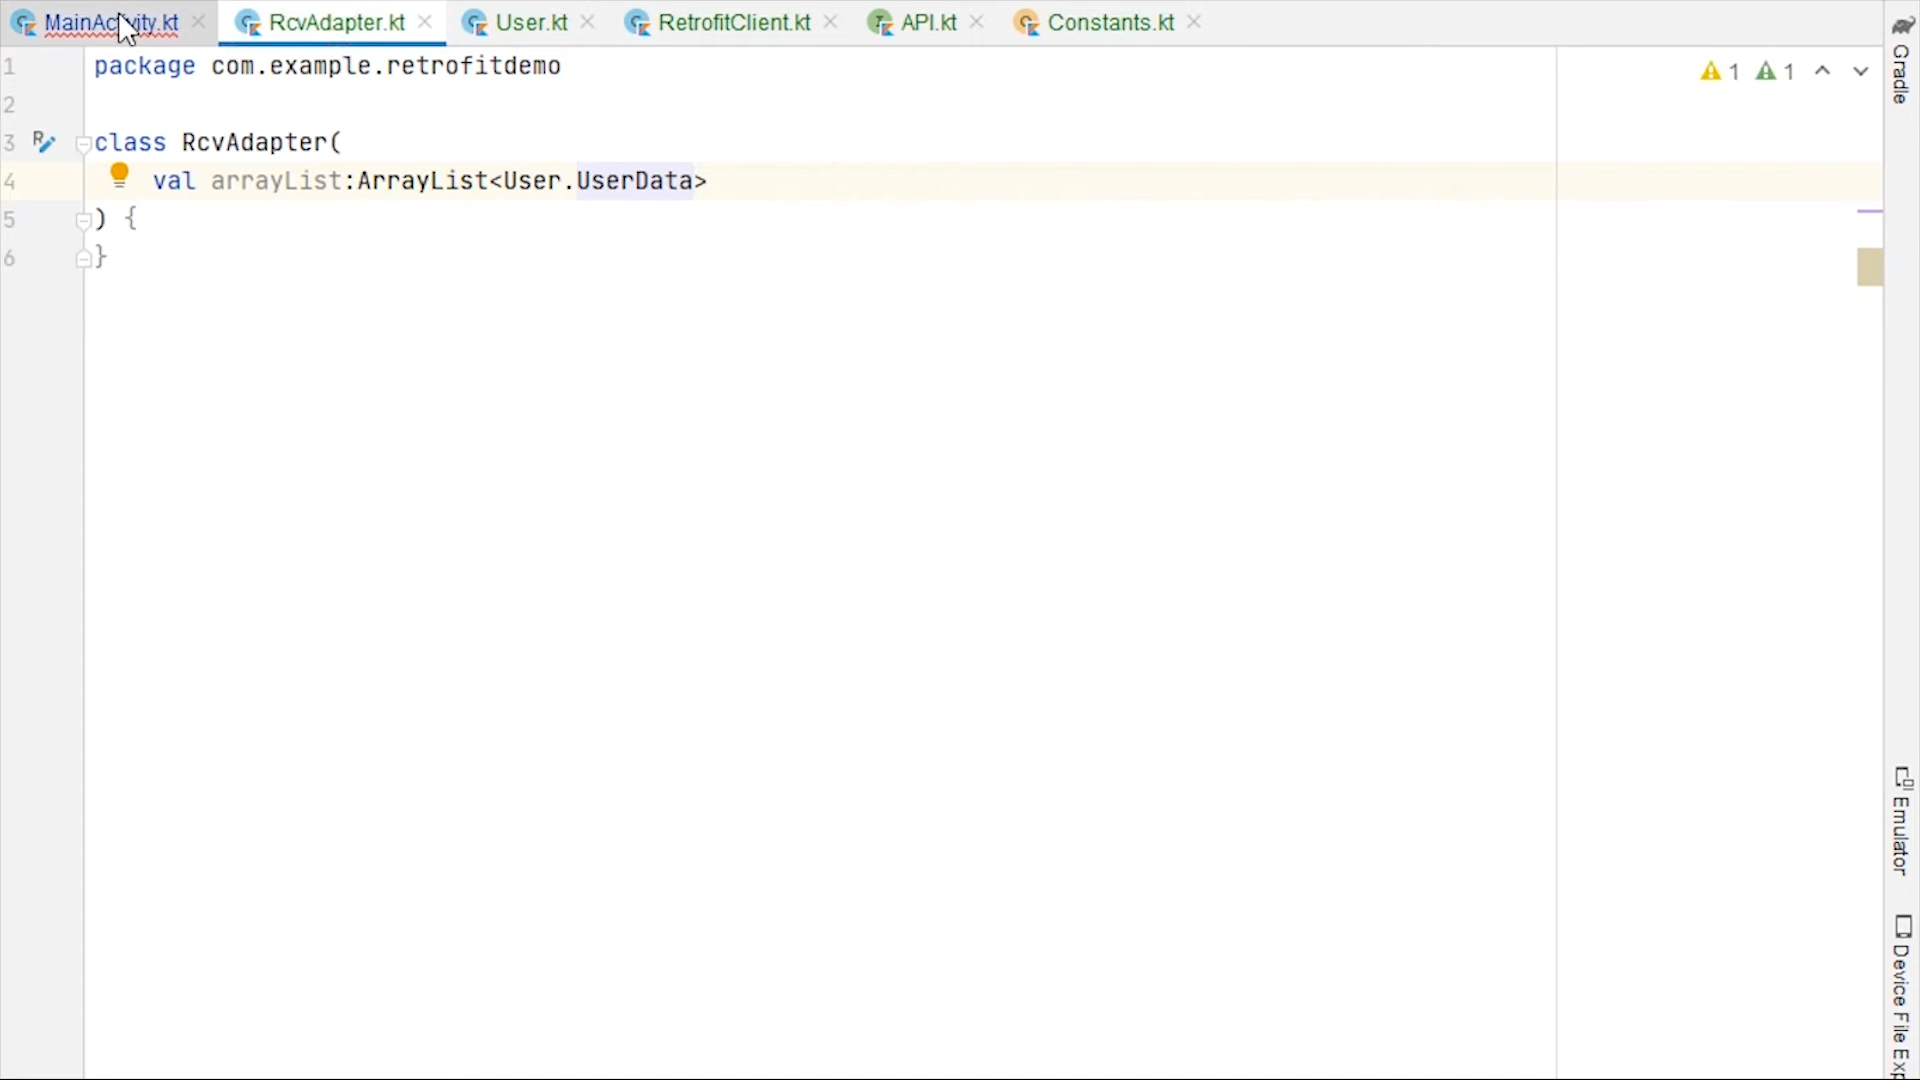 MainActivity.kt RcvAdapter.kt User.kt RetrofitClient.kt API.kt Constants.kt
1 package com.example.retrofitdemo
1 1
2
3 class RcvAdapter(
4 val arrayList:ArrayList<User.UserData>
5 ) {
6 }
Gradle
Emulator
Device File Exp